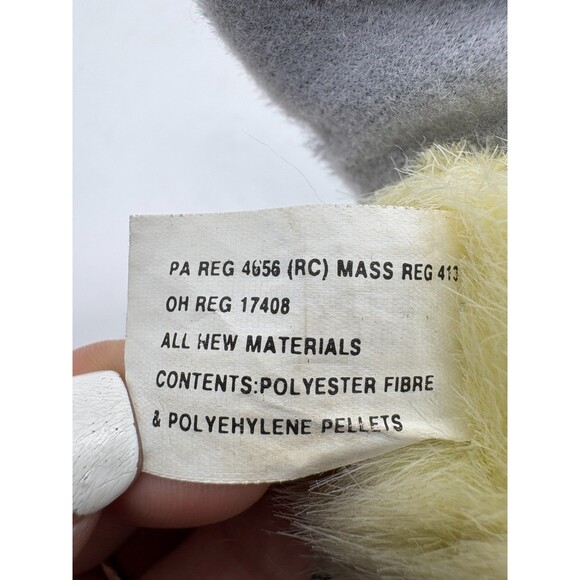 PA REG 4656 (RC) MASS REG 413
OH REG 17408
ALL NEW MATERIALS
CONTENTS:POLYESTER FIBRE
& POLYEHYLENE PELLETS